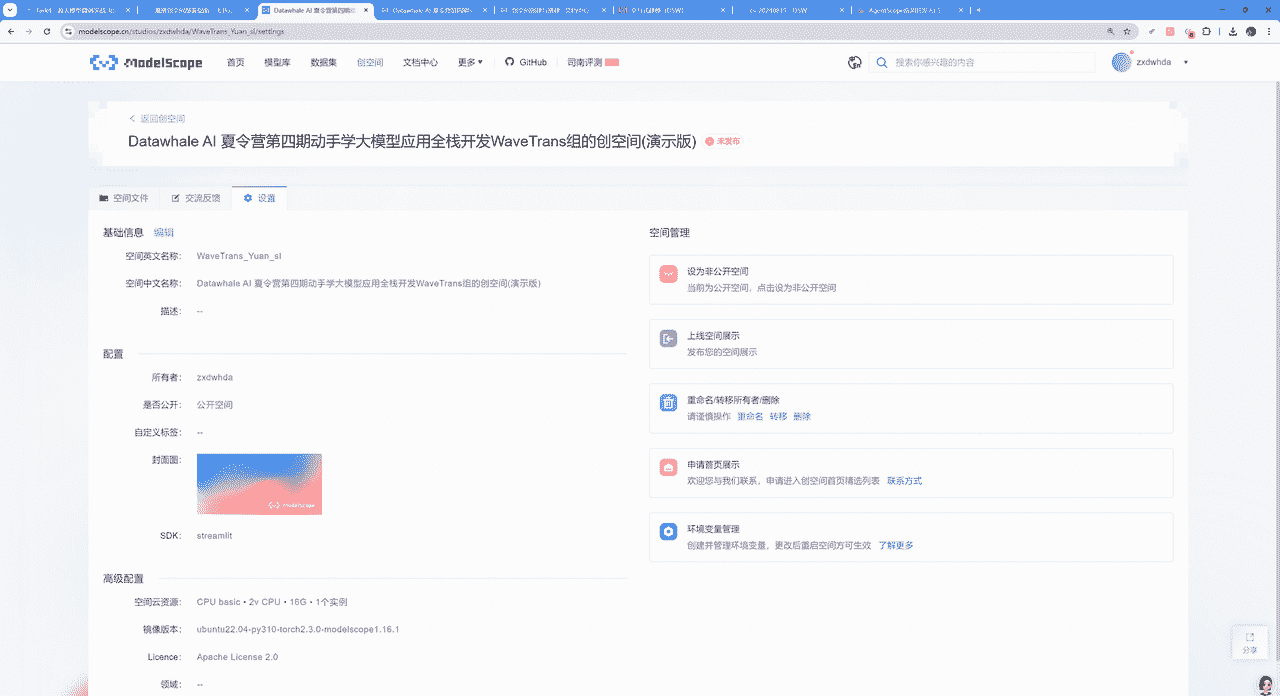 Datawhale AI 夏令营第四期
modelscope.cn/studios/zxdwhda/WaveTrans_Yuan_sl/settings
ModelScope 首页 模型库 数据集 创空间 文档中心 更多 GitHub 司南评测 搜索你感兴趣的内容 zxdwhda
返回创空间
Datawhale AI 夏令营第四期动手学大模型应用全栈开发WaveTrans组的创空间(演示版) 未发布
空间文件 交流反馈 设置
基础信息 编辑
空间英文名称: WaveTrans_Yuan_sl
空间中文名称: Datawhale AI 夏令营第四期动手学大模型应用全栈开发WaveTrans组的创空间(演示版)
描述: --
配置
所有者: zxdwhda
是否公开: 公开空间
自定义标签: --
封面图:
ModelScope
SDK: streamlit
高级配置
空间云资源: CPU basic • 2v CPU • 16G • 1个实例
镜像版本: ubuntu22.04-py310-torch2.3.0-modelscope1.16.1
Licence: Apache License 2.0
领域: --
空间管理
设为非公开空间
当前为公开空间，点击设为非公开空间
上线空间展示
发布您的空间展示
重命名/转移所有者/删除
请谨慎操作 重命名 转移 删除
申请首页展示
欢迎您与我们联系，申请进入创空间首页精选列表 联系方式
环境变量管理
创建并管理环境变量，更改后重启空间方可生效 了解更多
分享